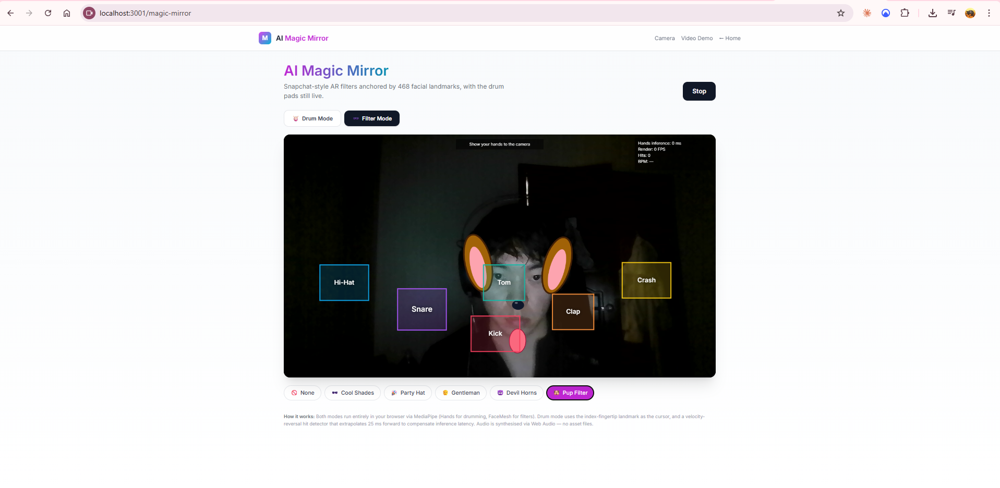 localhost:3001/magic-mirror
M AI Magic Mirror
Camera Video Demo ← Home
AI Magic Mirror
Snapchat-style AR filters anchored by 468 facial landmarks, with the drum
pads still live.
Stop
Drum Mode Filter Mode
Show your hands to the camera
Hands inference: 0 ms
Render: 0 FPS
Hits: 0
BPM: —
Hi-Hat
Snare
Tom
Kick
Clap
Crash
None Cool Shades Party Hat Gentleman Devil Horns Pup Filter
How it works: Both modes run entirely in your browser via MediaPipe (Hands for drumming, FaceMesh for filters). Drum mode uses the index-fingertip landmark as the cursor, and a velocity-
reversal hit detector that extrapolates 25 ms forward to compensate inference latency. Audio is synthesised via Web Audio — no asset files.